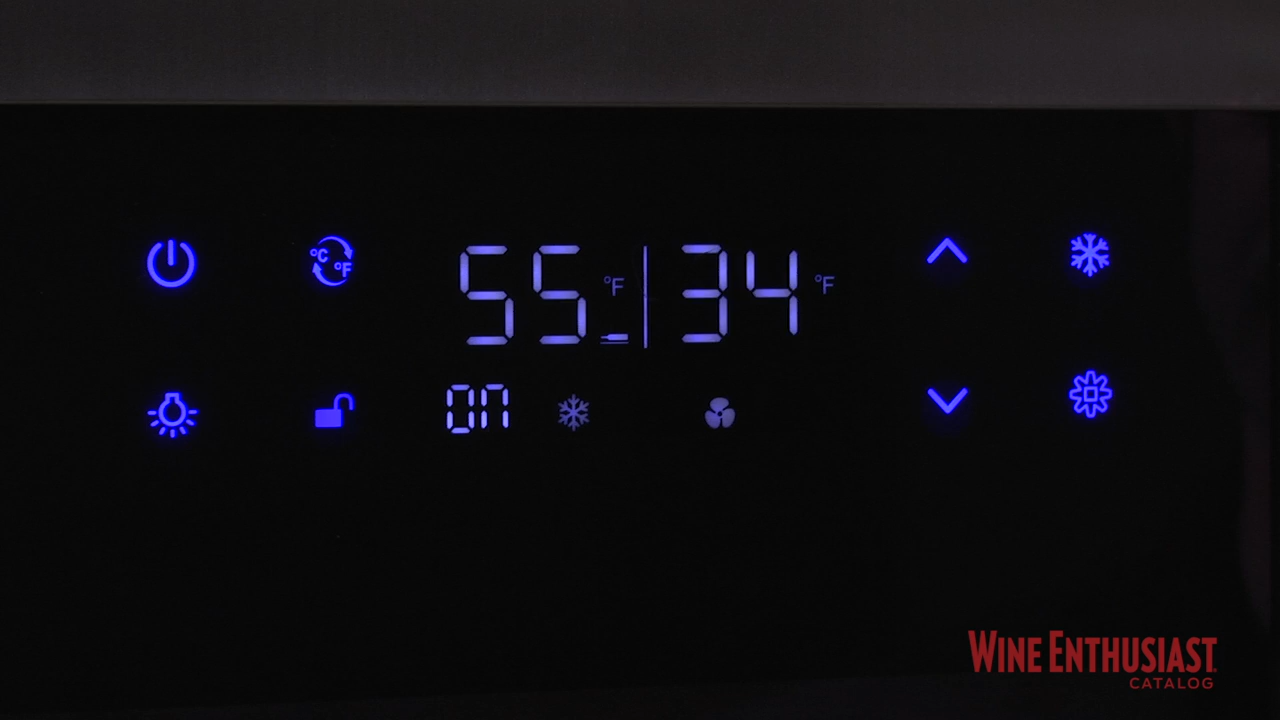 °C °F
55 °F | 34 °F
ON
WINE ENTHUSIAST
CATALOG